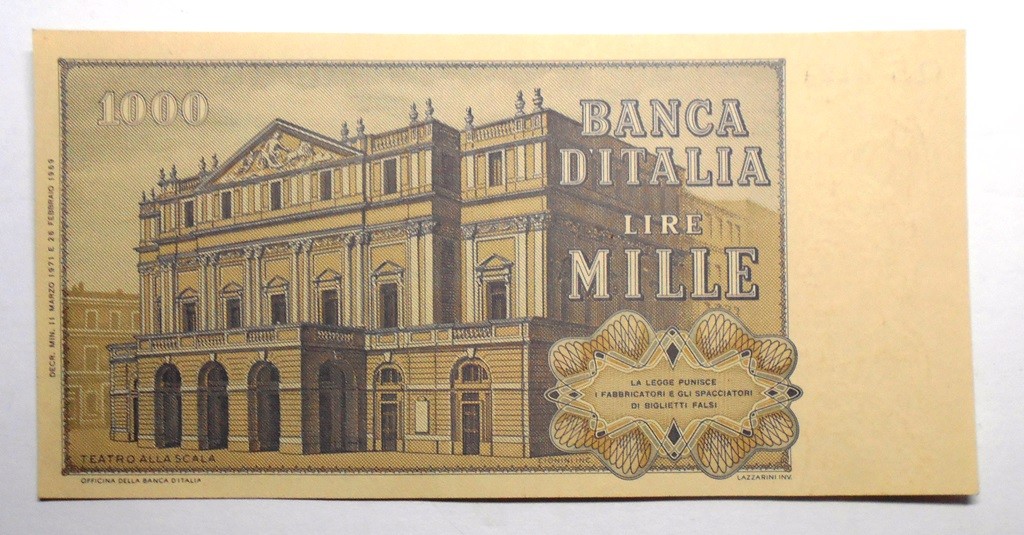 1000
BANCA
D'ITALIA
LIRE
MILLE
DECR. MIN. 11 MARZO 1971 E 26 FEBBRAIO 1969
LA LEGGE PUNISCE
I FABBRICATORI E GLI SPACCIATORI
DI BIGLIETTI FALSI
TEATRO ALLA SCALA
OFFICINA DELLA BANCA D'ITALIA
LAZZARINI INV.